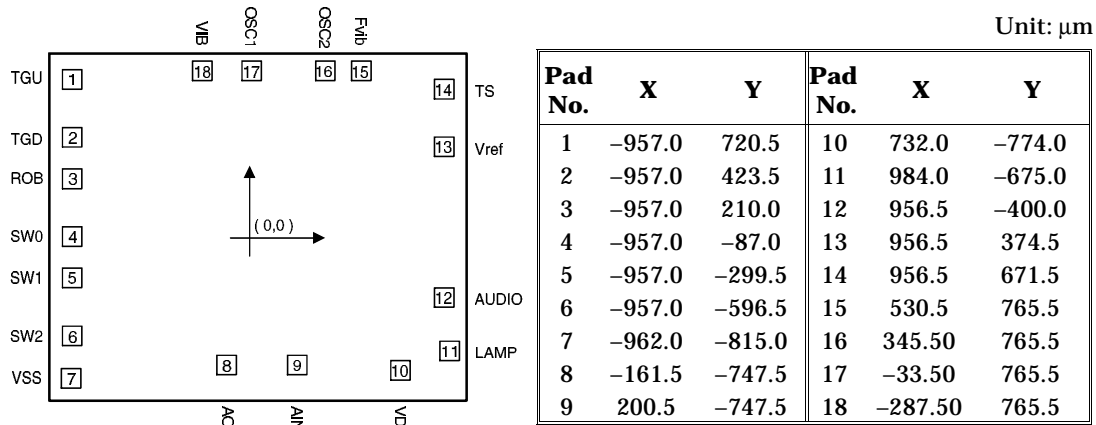 VIB OSC1 OSC2 Fvib
18 17 16 15
TGU 1
14 TS
TGD 2
13 Vref
ROB 3
SW0 4
(0,0)
SW1 5
12 AUDIO
SW2 6
11 LAMP
VSS 7
8 9 10
AIN VD
Unit: μm
Pad No. X Y Pad No. X Y
1 −957.0 720.5 10 732.0 −774.0
2 −957.0 423.5 11 984.0 −675.0
3 −957.0 210.0 12 956.5 −400.0
4 −957.0 −87.0 13 956.5 374.5
5 −957.0 −299.5 14 956.5 671.5
6 −957.0 −596.5 15 530.5 765.5
7 −962.0 −815.0 16 345.50 765.5
8 −161.5 −747.5 17 −33.50 765.5
9 200.5 −747.5 18 −287.50 765.5